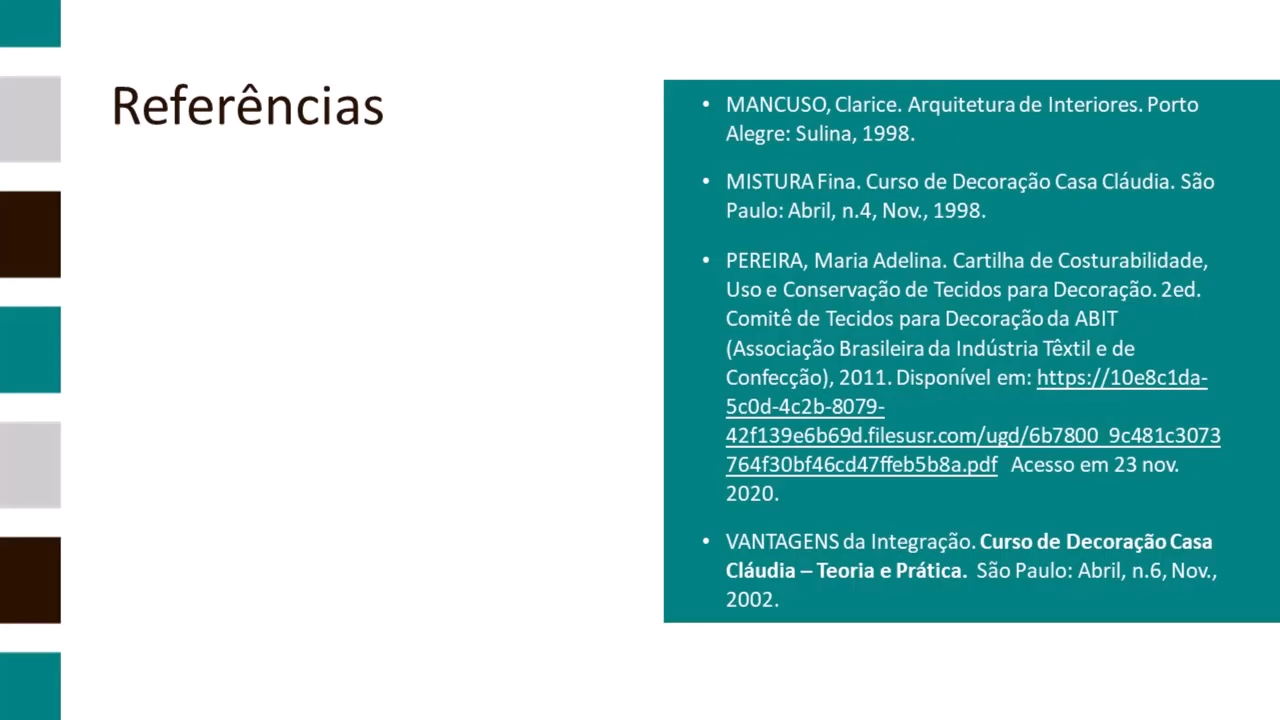 Referências
• MANCUSO, Clarice. Arquitetura de Interiores. Porto
Alegre: Sulina, 1998.
• MISTURA Fina. Curso de Decoração Casa Cláudia. São
Paulo: Abril, n.4, Nov., 1998.
• PEREIRA, Maria Adelina. Cartilha de Costurabilidade,
Uso e Conservação de Tecidos para Decoração. 2ed.
Comitê de Tecidos para Decoração da ABIT
(Associação Brasileira da Indústria Têxtil e de
Confecção), 2011. Disponível em: https://10e8c1da-
5c0d-4c2b-8079-
42f139e6b69d.filesusr.com/ugd/6b7800_9c481c3073
764f30bf46cd47ffeb5b8a.pdf Acesso em 23 nov.
2020.
• VANTAGENS da Integração. Curso de Decoração Casa
Cláudia – Teoria e Prática. São Paulo: Abril, n.6, Nov.,
2002.